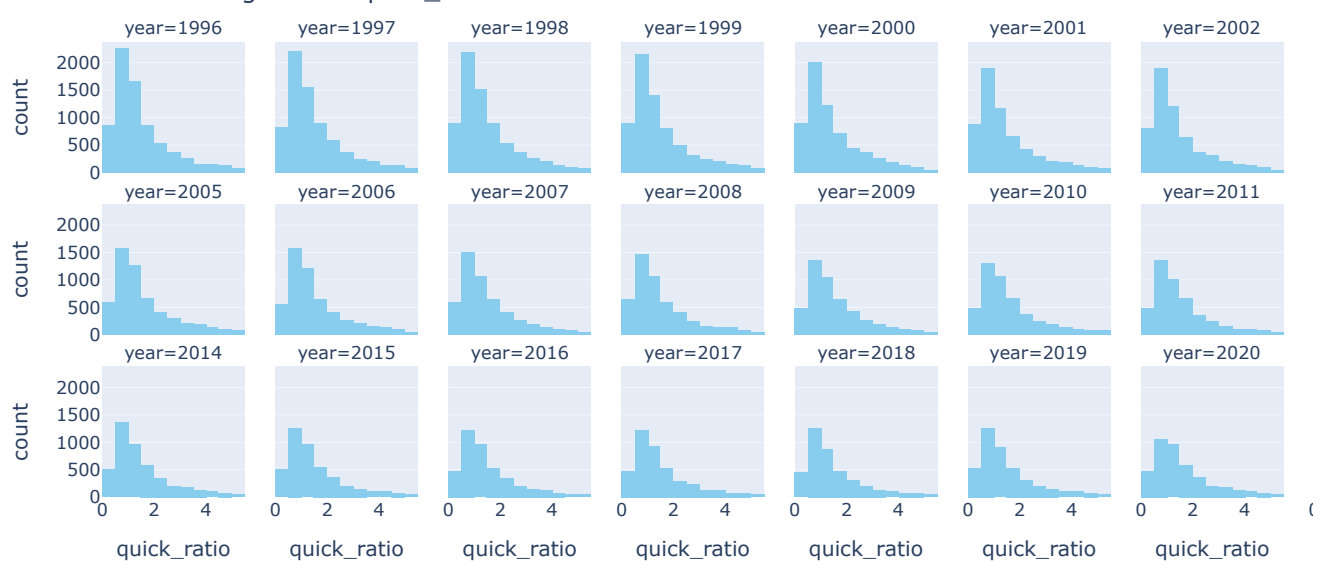 year=1996 year=1997 year=1998 year=1999 year=2000 year=2001 year=2002
2000
1500
1000
500
0
count
year=2005 year=2006 year=2007 year=2008 year=2009 year=2010 year=2011
2000
1500
1000
500
0
count
year=2014 year=2015 year=2016 year=2017 year=2018 year=2019 year=2020
2000
1500
1000
500
0
count
0 2 4 0 2 4 0 2 4 0 2 4 0 2 4 0 2 4 0 2 4
quick_ratio quick_ratio quick_ratio quick_ratio quick_ratio quick_ratio quick_ratio